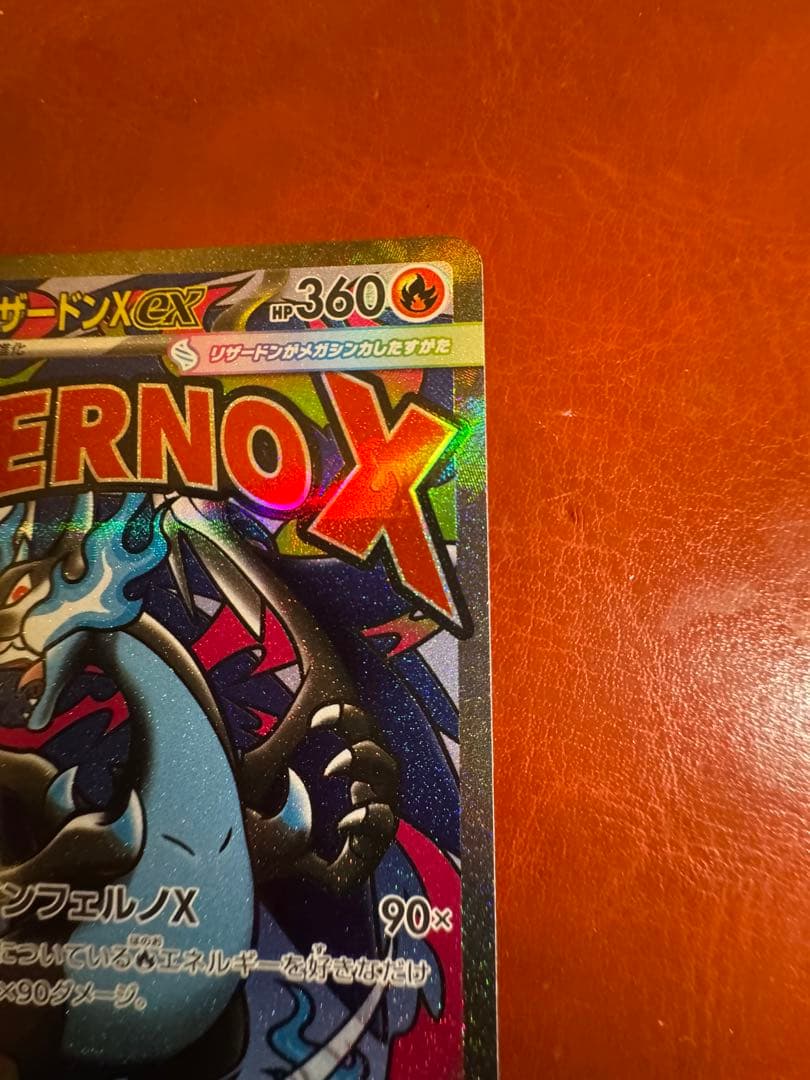 ザードンXex HP360
進化 リザードンがメガシンカしたすがた
ERNO X
ンフェルノX 90×
についている エネルギーを好きなだけ
×90ダメージ。